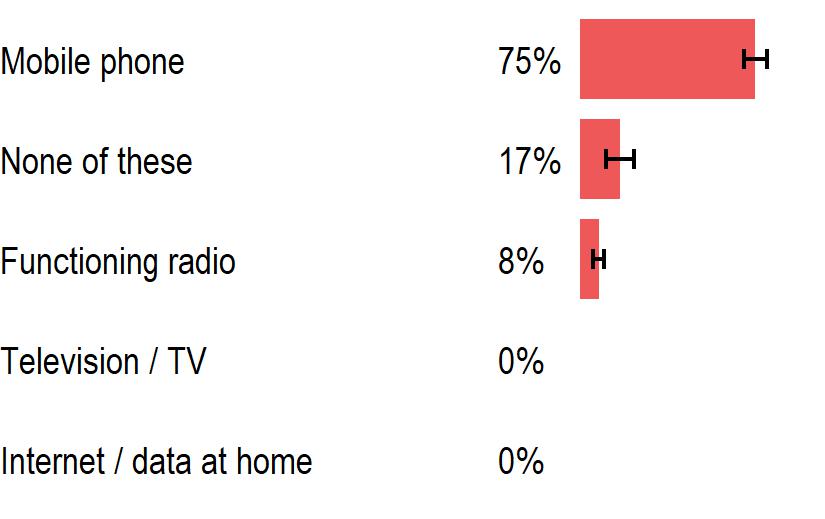 Mobile phone 75%
None of these 17%
Functioning radio 8%
Television / TV 0%
Internet / data at home 0%